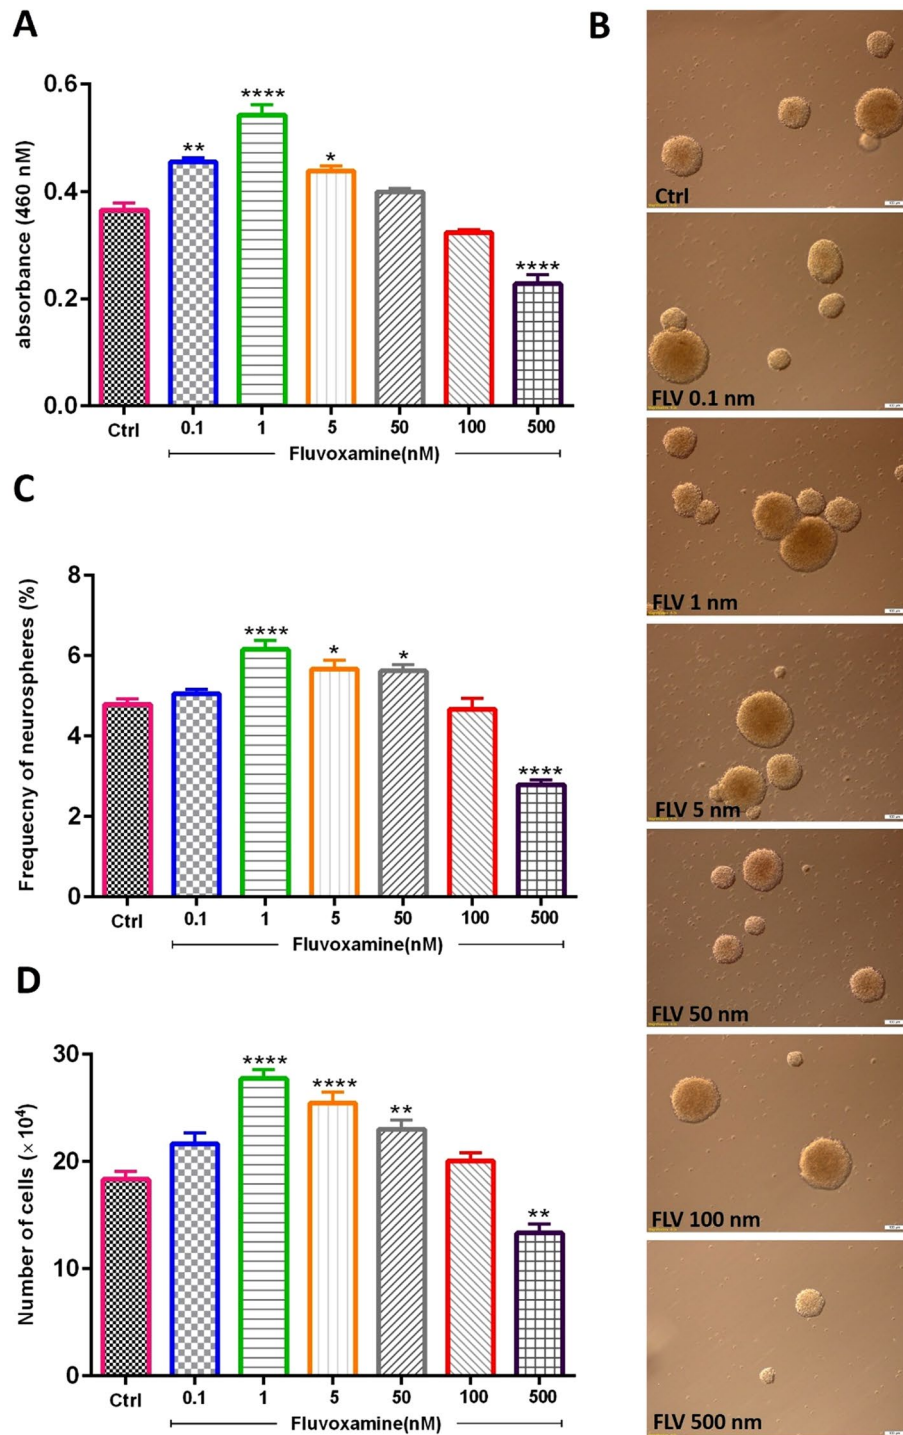 A
0.6
0.4
0.2
0.0
absorbance (460 nM)
**
****
*
****
Ctrl
0.1
1
5
50
100
500
Fluvoxamine(nM)
B
Ctrl
FLV 0.1 nm
FLV 1 nm
FLV 5 nm
FLV 50 nm
FLV 100 nm
FLV 500 nm
C
8
6
4
2
0
Frequecny of neurospheres (%)
****
*
*
****
Ctrl
0.1
1
5
50
100
500
Fluvoxamine(nM)
D
30
20
10
0
Number of cells (× 10⁴)
****
****
**
**
Ctrl
0.1
1
5
50
100
500
Fluvoxamine(nM)